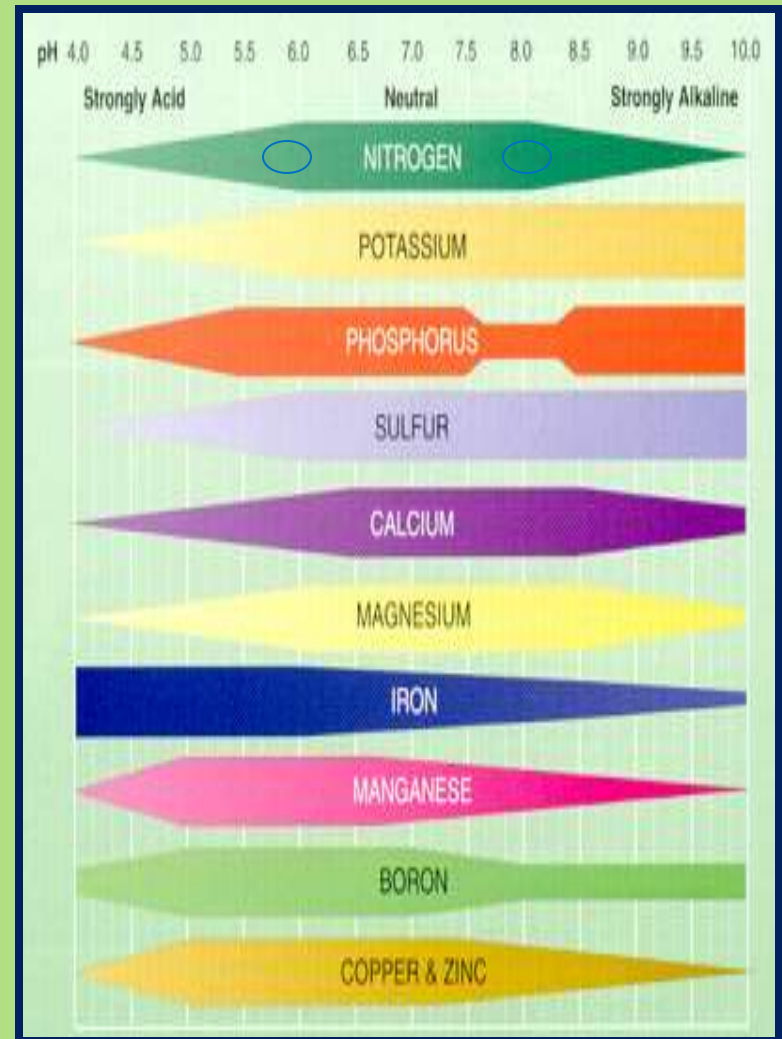 pH 4.0 4.5 5.0 5.5 6.0 6.5 7.0 7.5 8.0 8.5 9.0 9.5 10.0
Strongly Acid Neutral Strongly Alkaline
NITROGEN
POTASSIUM
PHOSPHORUS
SULFUR
CALCIUM
MAGNESIUM
IRON
MANGANESE
BORON
COPPER & ZINC